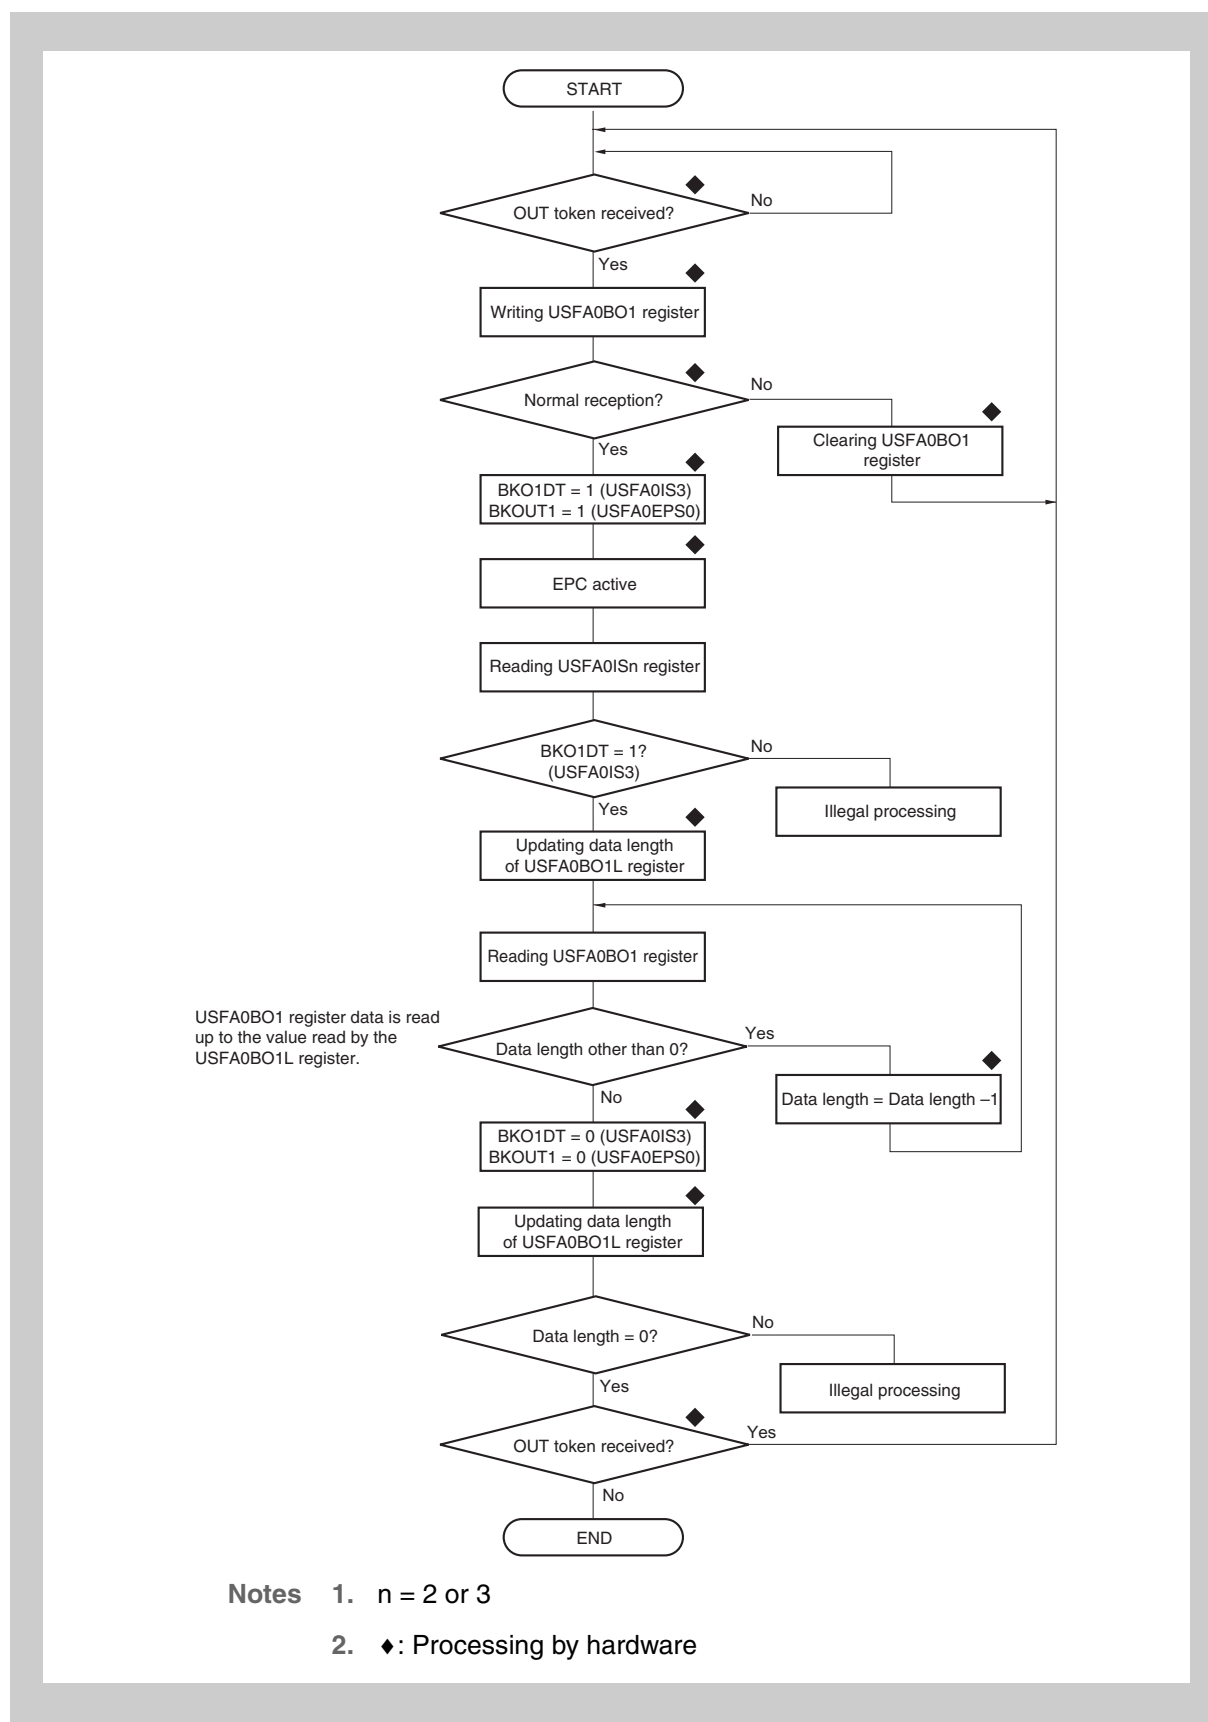 START
OUT token received?
No
Yes
Writing USFA0BO1 register
Normal reception?
No
Clearing USFA0BO1
register
Yes
BKO1DT = 1 (USFA0IS3)
BKOUT1 = 1 (USFA0EPS0)
EPC active
Reading USFA0ISn register
BKO1DT = 1?
(USFA0IS3)
No
Illegal processing
Yes
Updating data length
of USFA0BO1L register
Reading USFA0BO1 register
USFA0BO1 register data is read
up to the value read by the
USFA0BO1L register.
Data length other than 0?
Yes
Data length = Data length –1
No
BKO1DT = 0 (USFA0IS3)
BKOUT1 = 0 (USFA0EPS0)
Updating data length
of USFA0BO1L register
Data length = 0?
No
Illegal processing
Yes
OUT token received?
Yes
No
END
Notes 1. n = 2 or 3
2. ♦: Processing by hardware